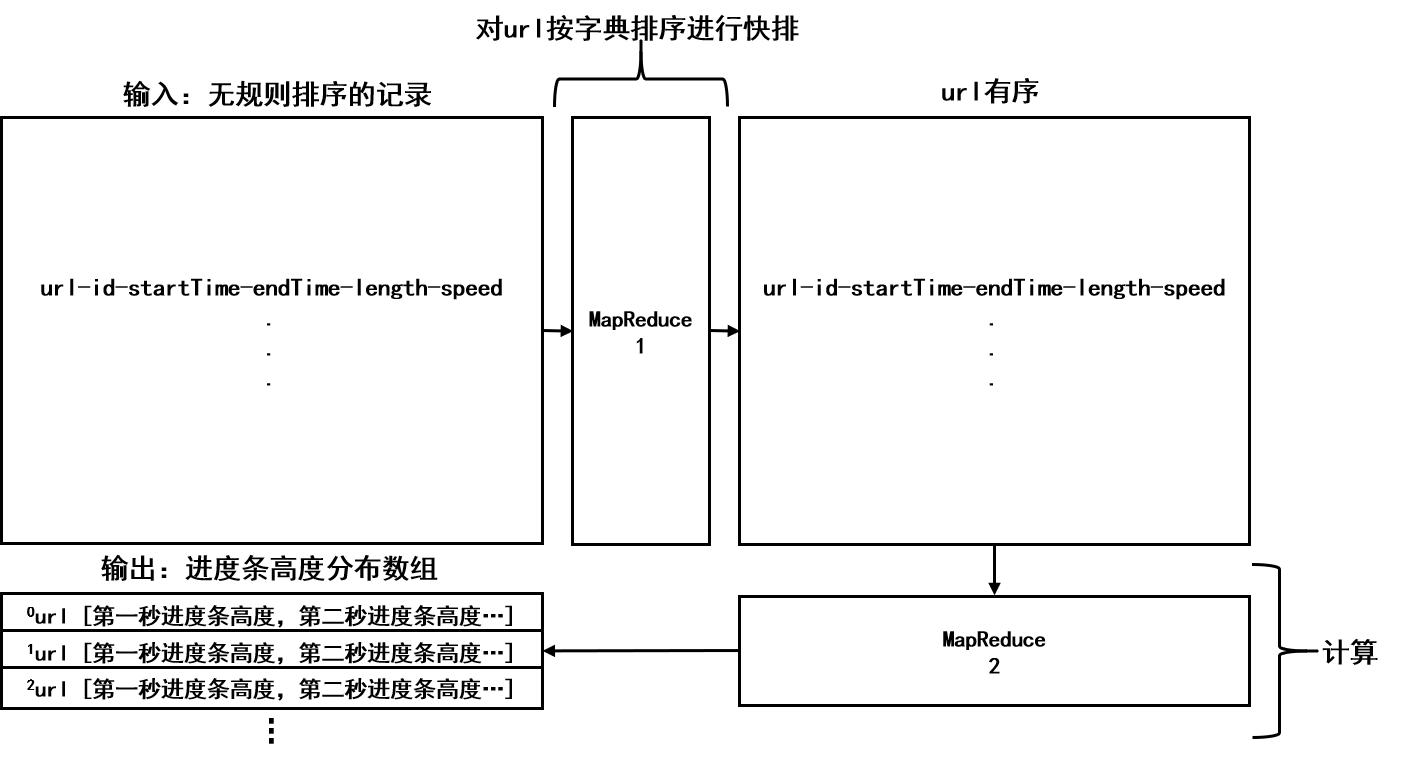 对url按字典排序进行快排
输入：无规则排序的记录
url有序
url-id-startTime-endTime-length-speed
.
.
.
MapReduce
1
url-id-startTime-endTime-length-speed
.
.
.
输出：进度条高度分布数组
⁰url [第一秒进度条高度，第二秒进度条高度…]
¹url [第一秒进度条高度，第二秒进度条高度…]
²url [第一秒进度条高度，第二秒进度条高度…]
⋮
MapReduce
2
计算